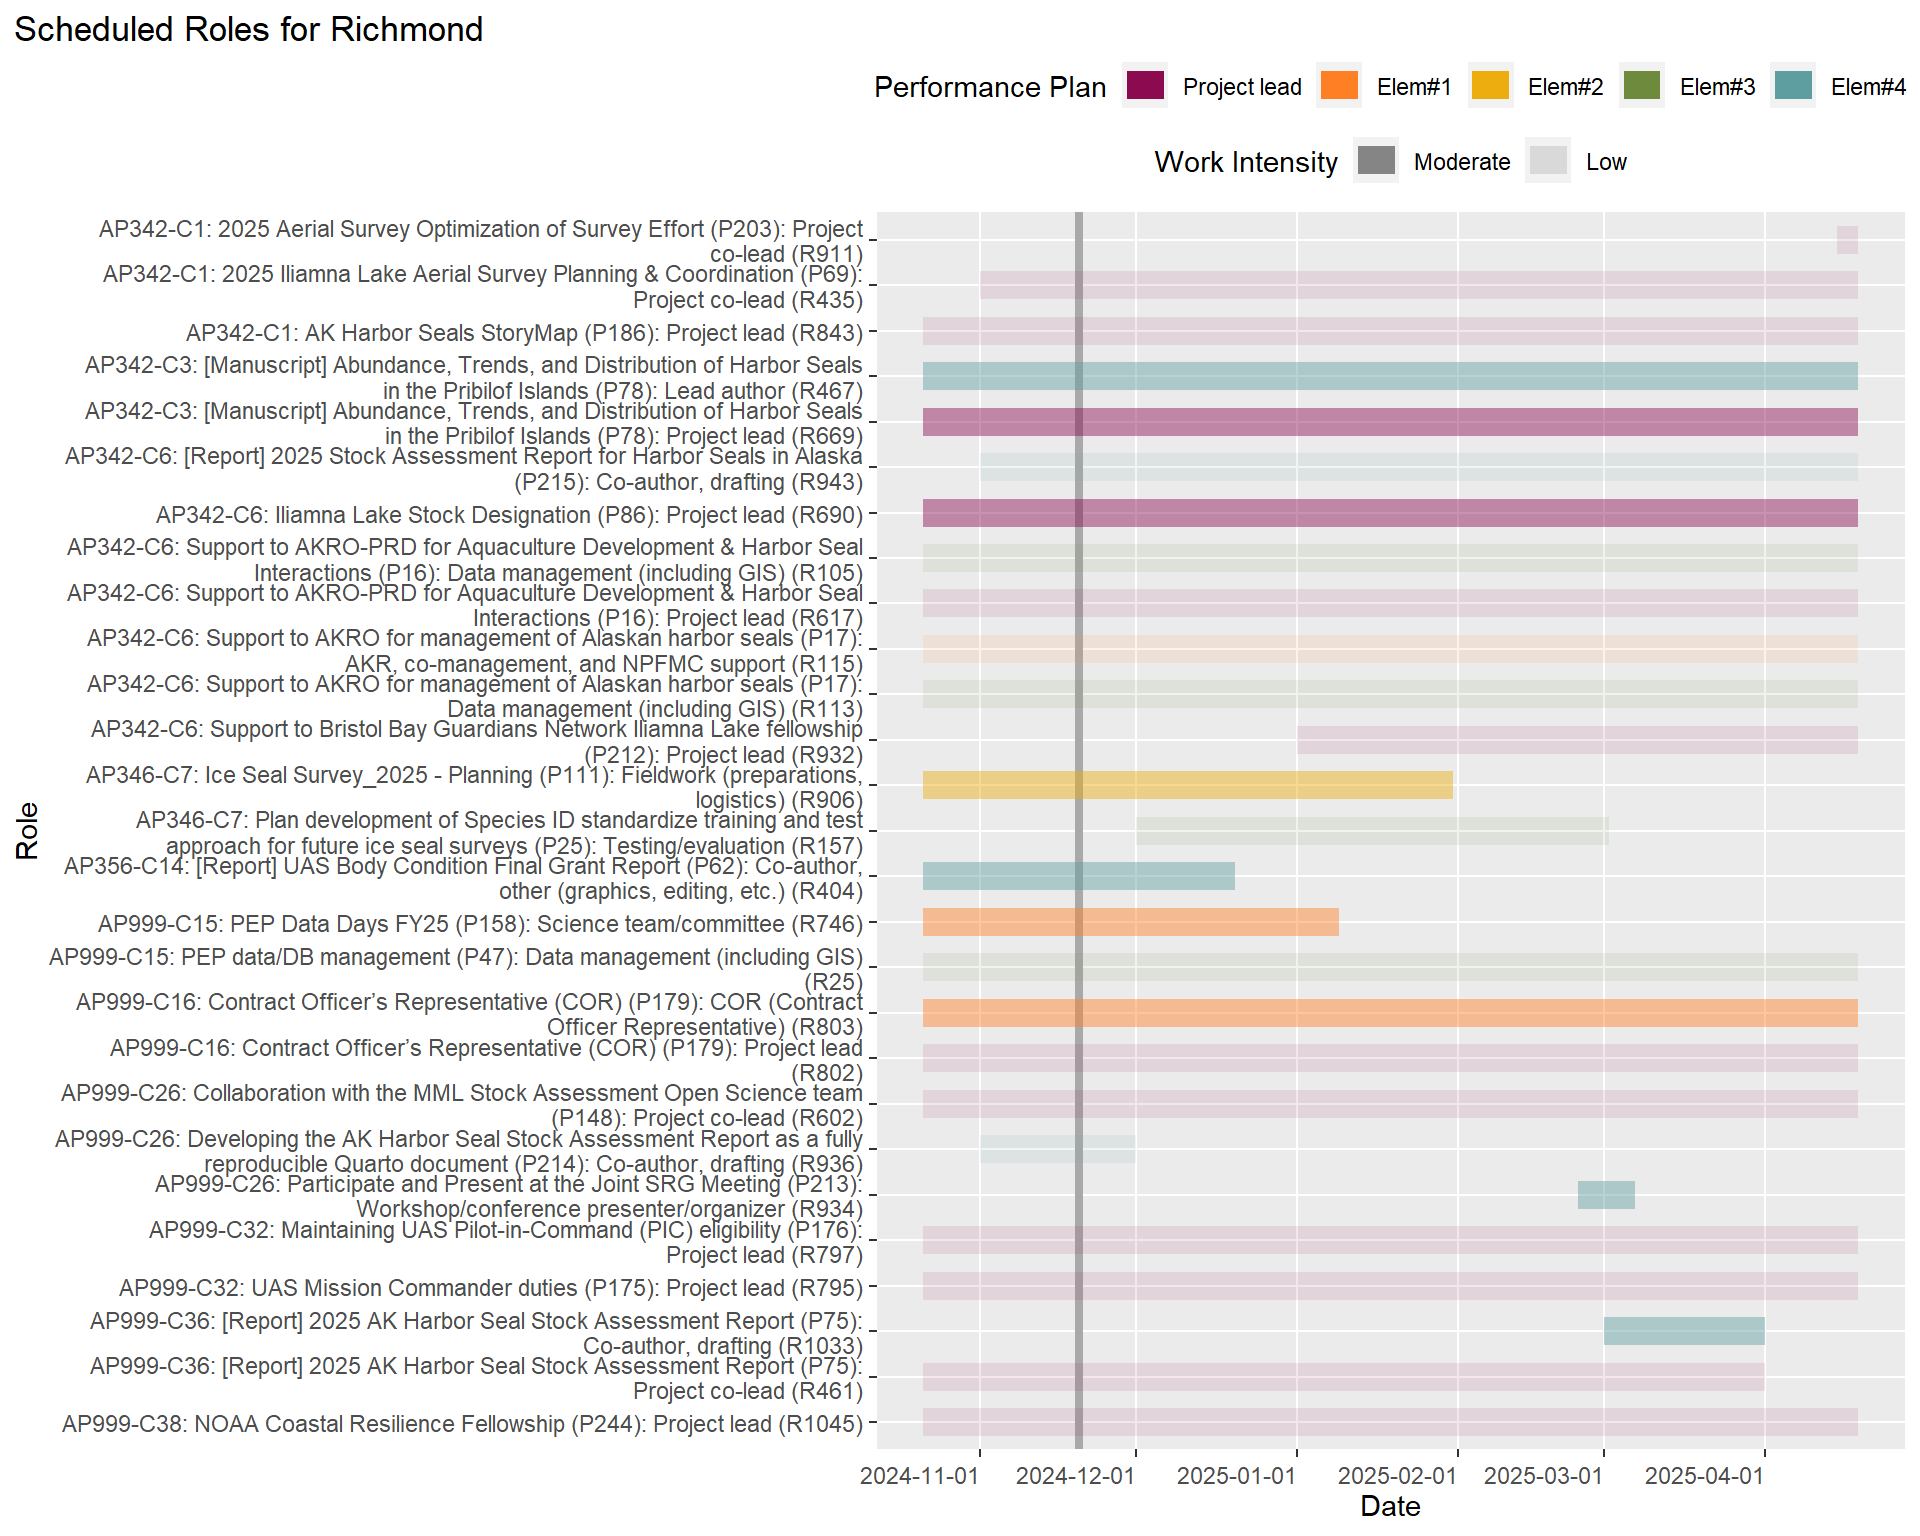 Scheduled Roles for Richmond
Performance Plan Project lead Elem#1 Elem#2 Elem#3 Elem#4
Work Intensity Moderate Low
AP342-C1: 2025 Aerial Survey Optimization of Survey Effort (P203): Project
co-lead (R911)
AP342-C1: 2025 Iliamna Lake Aerial Survey Planning & Coordination (P69):
Project co-lead (R435)
AP342-C1: AK Harbor Seals StoryMap (P186): Project lead (R843)
AP342-C3: [Manuscript] Abundance, Trends, and Distribution of Harbor Seals
in the Pribilof Islands (P78): Lead author (R467)
AP342-C3: [Manuscript] Abundance, Trends, and Distribution of Harbor Seals
in the Pribilof Islands (P78): Project lead (R669)
AP342-C6: [Report] 2025 Stock Assessment Report for Harbor Seals in Alaska
(P215): Co-author, drafting (R943)
AP342-C6: Iliamna Lake Stock Designation (P86): Project lead (R690)
AP342-C6: Support to AKRO-PRD for Aquaculture Development & Harbor Seal
Interactions (P16): Data management (including GIS) (R105)
AP342-C6: Support to AKRO-PRD for Aquaculture Development & Harbor Seal
Interactions (P16): Project lead (R617)
AP342-C6: Support to AKRO for management of Alaskan harbor seals (P17):
AKR, co-management, and NPFMC support (R115)
AP342-C6: Support to AKRO for management of Alaskan harbor seals (P17):
Data management (including GIS) (R113)
AP342-C6: Support to Bristol Bay Guardians Network Iliamna Lake fellowship
(P212): Project lead (R932)
AP346-C7: Ice Seal Survey_2025 - Planning (P111): Fieldwork (preparations,
logistics) (R906)
AP346-C7: Plan development of Species ID standardize training and test
approach for future ice seal surveys (P25): Testing/evaluation (R157)
AP356-C14: [Report] UAS Body Condition Final Grant Report (P62): Co-author,
other (graphics, editing, etc.) (R404)
AP999-C15: PEP Data Days FY25 (P158): Science team/committee (R746)
AP999-C15: PEP data/DB management (P47): Data management (including GIS)
(R25)
AP999-C16: Contract Officer’s Representative (COR) (P179): COR (Contract
Officer Representative) (R803)
AP999-C16: Contract Officer’s Representative (COR) (P179): Project lead
(R802)
AP999-C26: Collaboration with the MML Stock Assessment Open Science team
(P148): Project co-lead (R602)
AP999-C26: Developing the AK Harbor Seal Stock Assessment Report as a fully
reproducible Quarto document (P214): Co-author, drafting (R936)
AP999-C26: Participate and Present at the Joint SRG Meeting (P213):
Workshop/conference presenter/organizer (R934)
AP999-C32: Maintaining UAS Pilot-in-Command (PIC) eligibility (P176):
Project lead (R797)
AP999-C32: UAS Mission Commander duties (P175): Project lead (R795)
AP999-C36: [Report] 2025 AK Harbor Seal Stock Assessment Report (P75):
Co-author, drafting (R1033)
AP999-C36: [Report] 2025 AK Harbor Seal Stock Assessment Report (P75):
Project co-lead (R461)
AP999-C38: NOAA Coastal Resilience Fellowship (P244): Project lead (R1045)
Role
2024-11-01 2024-12-01 2025-01-01 2025-02-01 2025-03-01 2025-04-01
Date